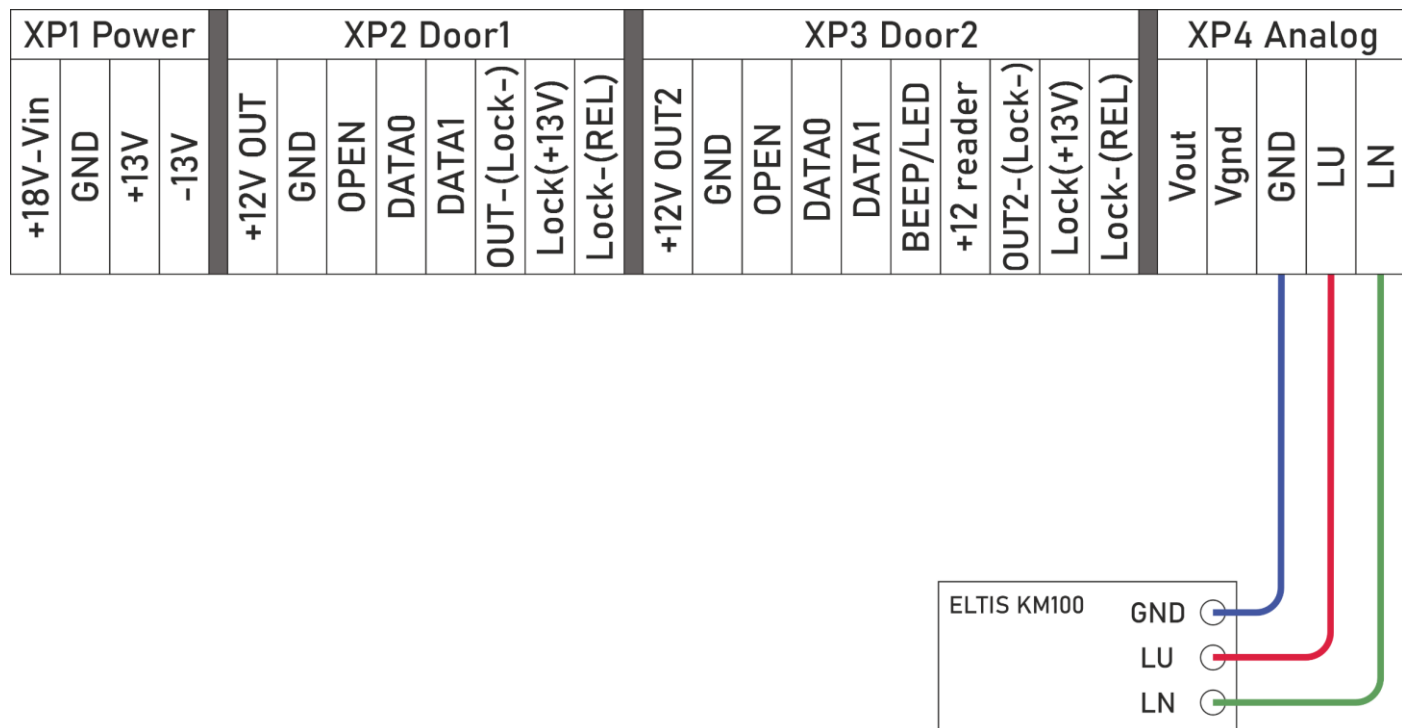 XP1 Power
XP2 Door1
XP3 Door2
XP4 Analog
+18V-Vin
GND
+13V
-13V
+12V OUT
GND
OPEN
DATA0
DATA1
OUT-(Lock-)
Lock(+13V)
Lock-(REL)
+12V OUT2
GND
OPEN
DATA0
DATA1
BEEP/LED
+12 reader
OUT2-(Lock-)
Lock(+13V)
Lock-(REL)
Vout
Vgnd
GND
LU
LN
ELTIS KM100
GND
LU
LN